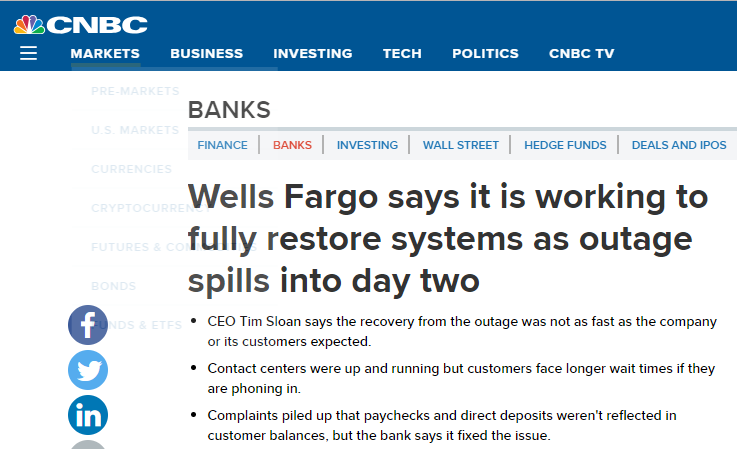 CNBC
MARKETS BUSINESS INVESTING TECH POLITICS CNBC TV
PRE-MARKETS
U.S. MARKETS
CURRENCIES
CRYPTOCURRENCY
FUTURES & COMMODITIES
BONDS
FUNDS & ETFS
BANKS
FINANCE BANKS INVESTING WALL STREET HEDGE FUNDS DEALS AND IPOS
Wells Fargo says it is working to
fully restore systems as outage
spills into day two
• CEO Tim Sloan says the recovery from the outage was not as fast as the company
or its customers expected.
• Contact centers were up and running but customers face longer wait times if they
are phoning in.
• Complaints piled up that paychecks and direct deposits weren't reflected in
customer balances, but the bank says it fixed the issue.
f
in